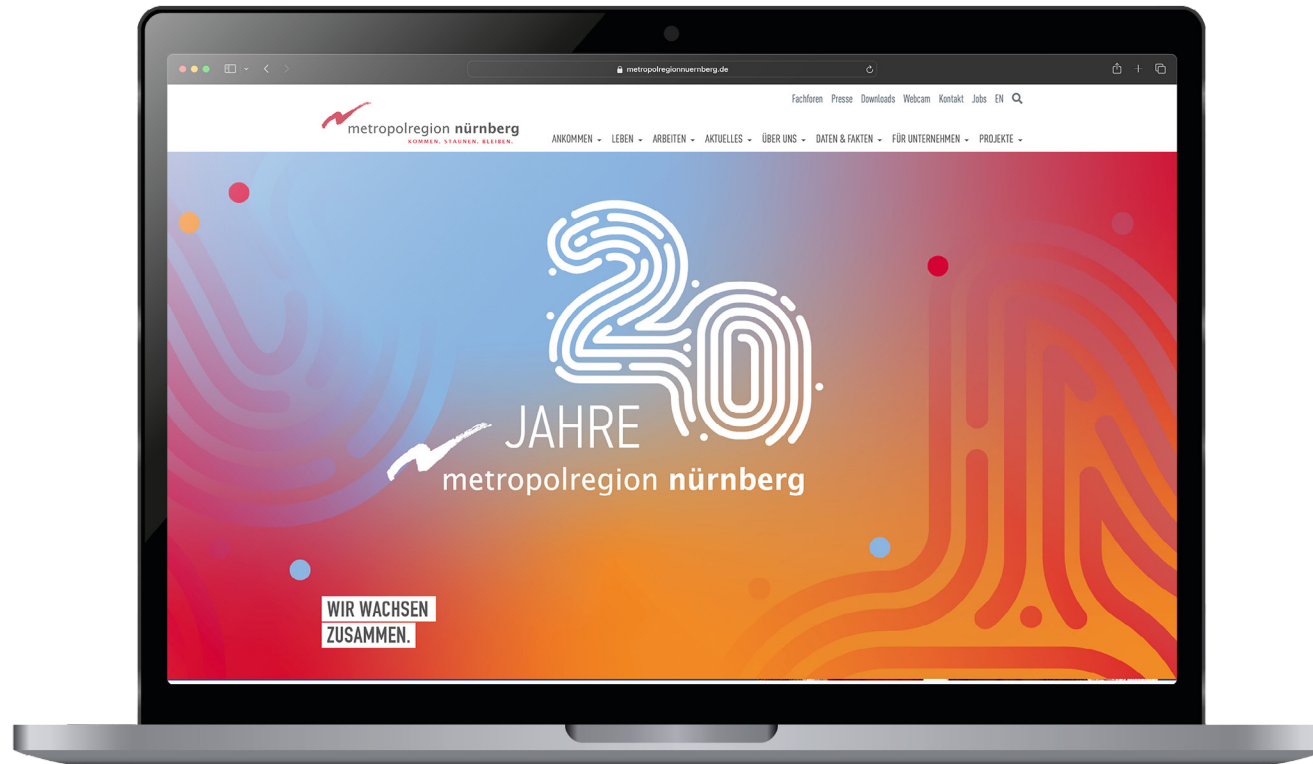 metropolregionnuernberg.de
Fachforen Presse Downloads Webcam Kontakt Jobs EN
metropolregion nürnberg
KOMMEN. STAUNEN. BLEIBEN.
ANKOMMEN LEBEN ARBEITEN AKTUELLES ÜBER UNS DATEN & FAKTEN FÜR UNTERNEHMEN PROJEKTE
20
JAHRE
metropolregion nürnberg
WIR WACHSEN
ZUSAMMEN.